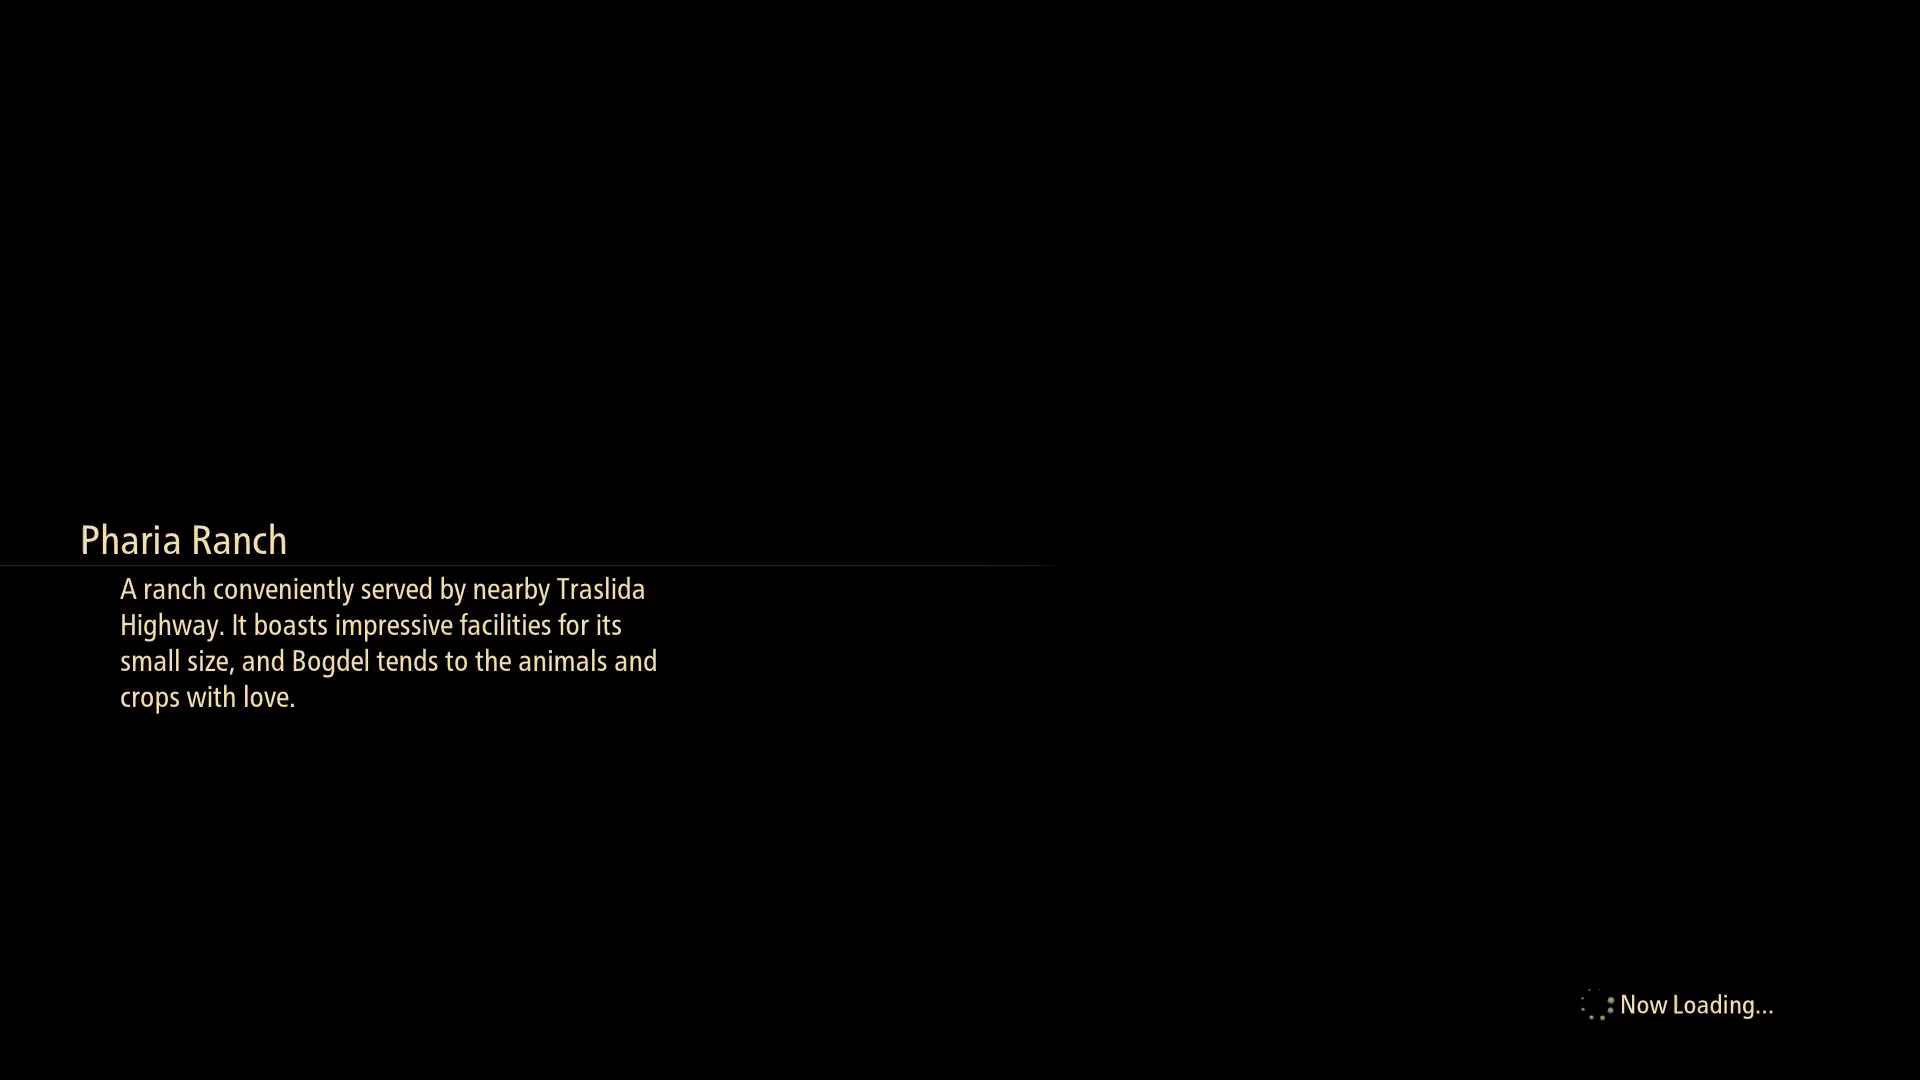 Pharia Ranch
A ranch conveniently served by nearby Traslida
Highway. It boasts impressive facilities for its
small size, and Bogdel tends to the animals and
crops with love.
Now Loading...